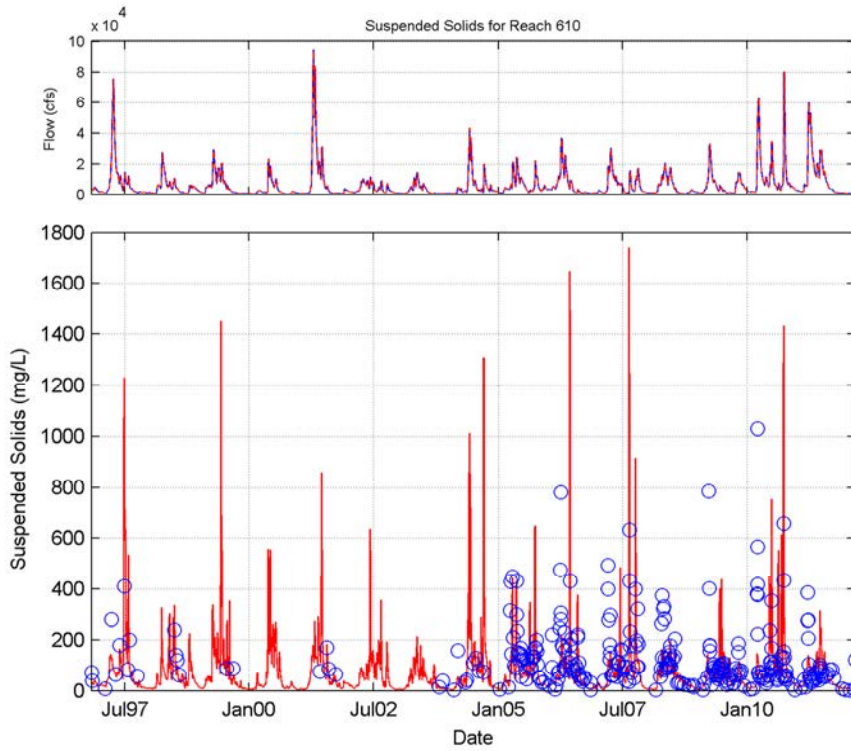 Suspended Solids for Reach 610
x 10^4
10
8
6
4
2
0
Flow (cfs)
1800
1600
1400
1200
1000
800
600
400
200
0
Suspended Solids (mg/L)
Jul97 Jan00 Jul02 Jan05 Jul07 Jan10
Date